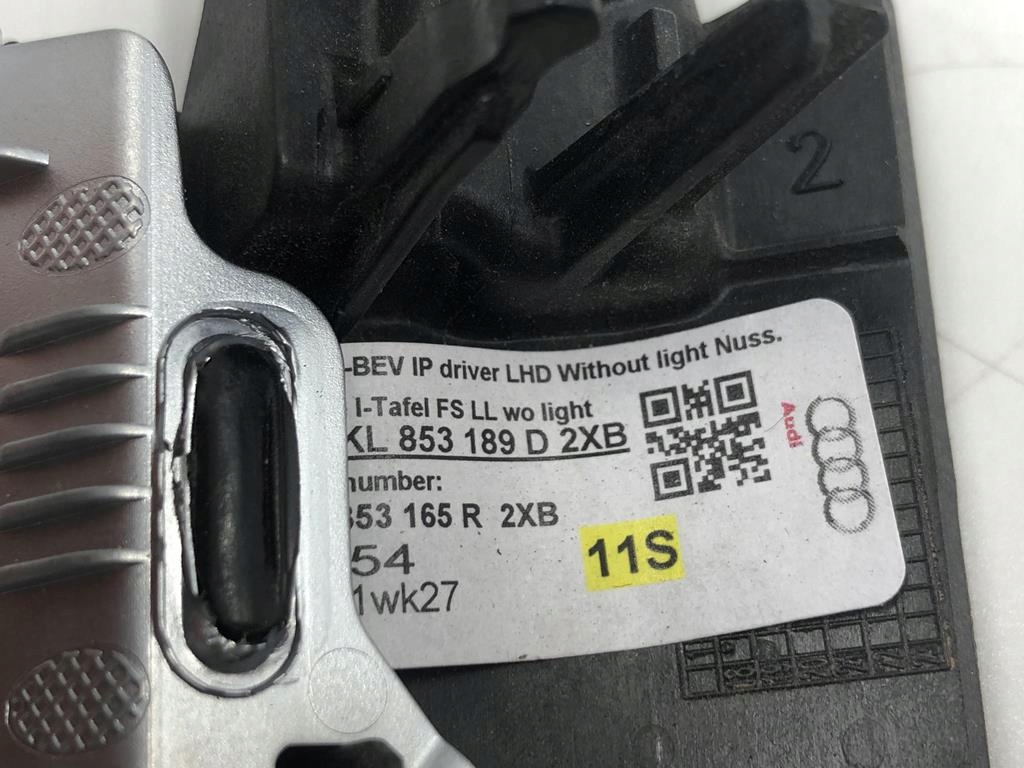 2
-BEV IP driver LHD Without light Nuss.
I-Tafel FS LL wo light
KL 853 189 D 2XB
Audi
number:
853 165 R 2XB
54
11S
1wk27